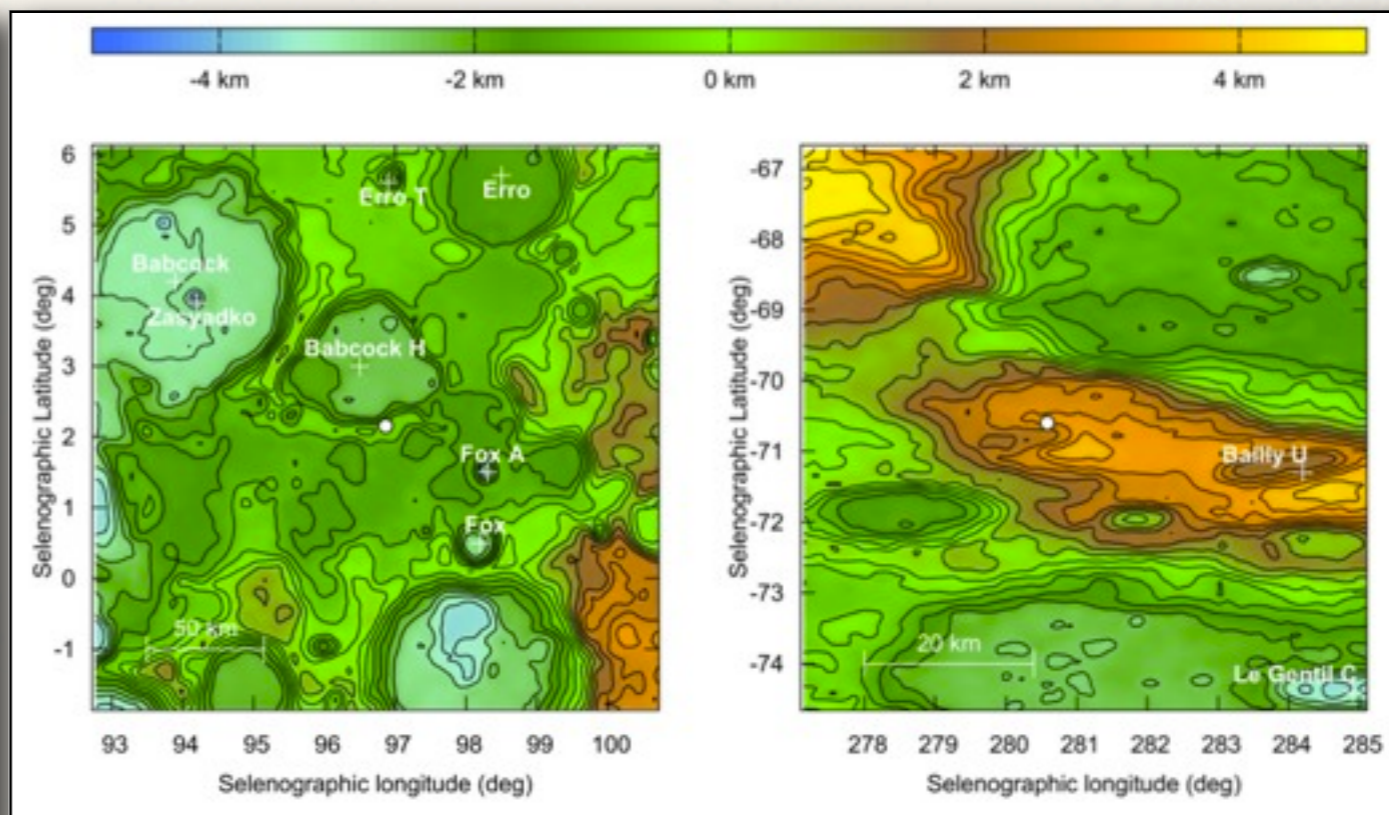 -4 km -2 km 0 km 2 km 4 km
6
5
4
3
2
1
0
-1
Selenographic Latitude (deg)
Erro T
Erro
Babcock
Zasyadko
Babcock H
Fox A
Fox
50 km
93 94 95 96 97 98 99 100
Selenographic longitude (deg)
-67
-68
-69
-70
-71
-72
-73
-74
Selenographic Latitude (deg)
Bailly U
20 km
Le Gentil C
278 279 280 281 282 283 284 285
Selenographic longitude (deg)